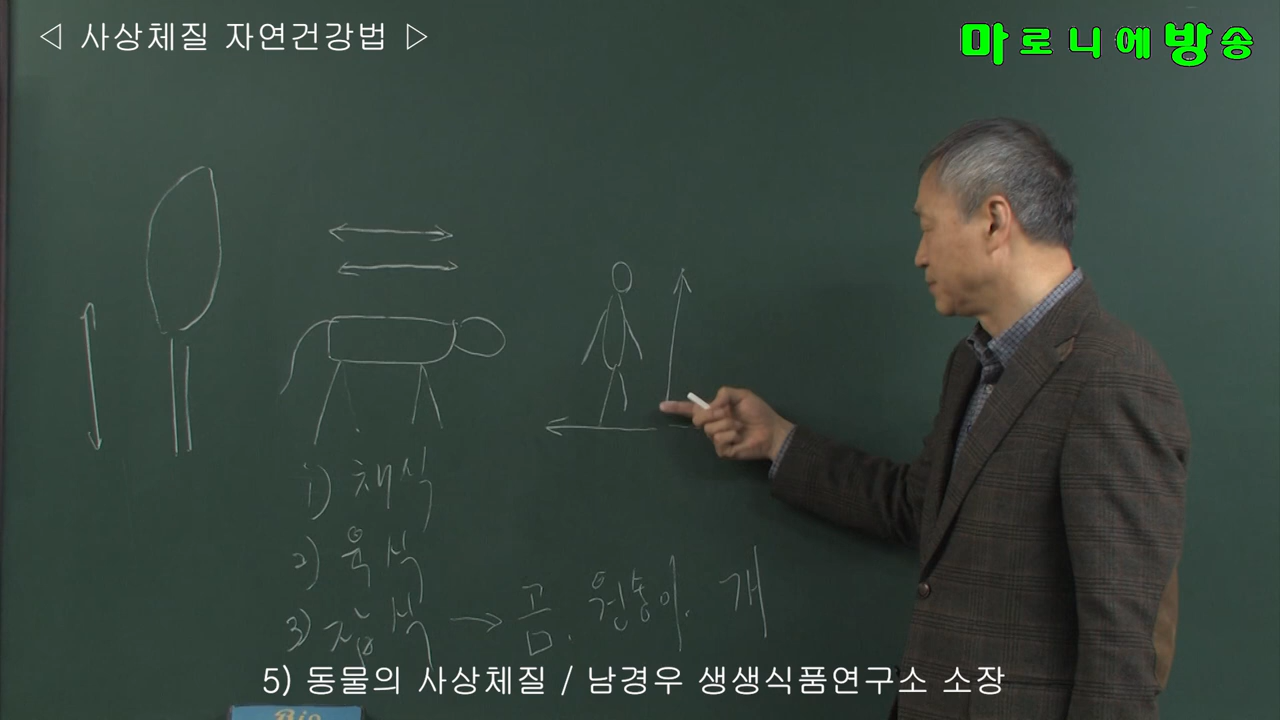 ◁ 사상체질 자연건강법 ▷
마로니에방송
1) 채식
2) 육식
3) 잡식 → 곰. 원숭이. 개
5) 동물의 사상체질 / 남경우 생생식품연구소 소장
Bio